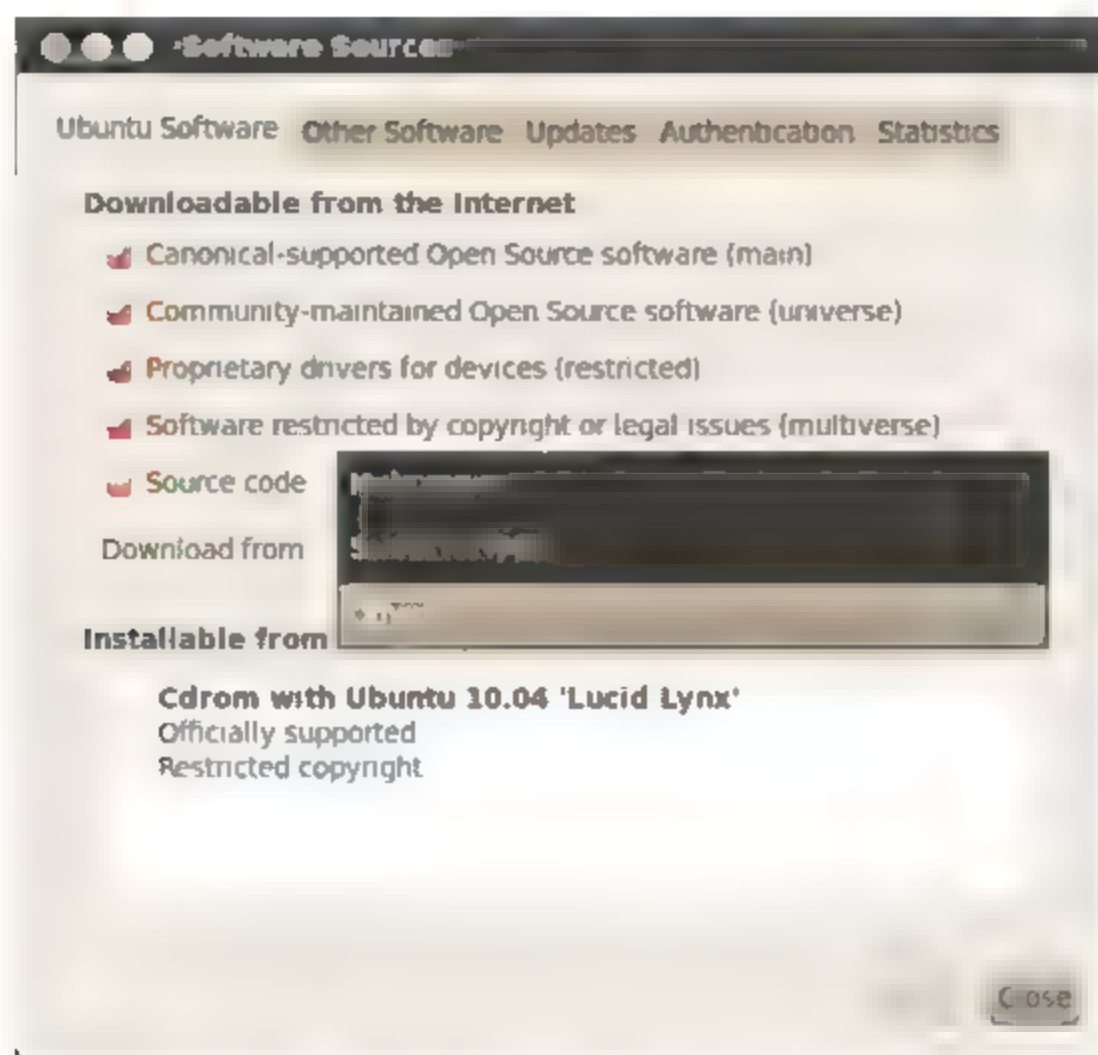 Software Sources
Ubuntu Software Other Software Updates Authentication Statistics
Downloadable from the Internet
Canonical-supported Open Source software (main)
Community-maintained Open Source software (universe)
Proprietary drivers for devices (restricted)
Software restricted by copyright or legal issues (multiverse)
Source code
Download from
Installable from
Cdrom with Ubuntu 10.04 'Lucid Lynx'
Officially supported
Restricted copyright
Close